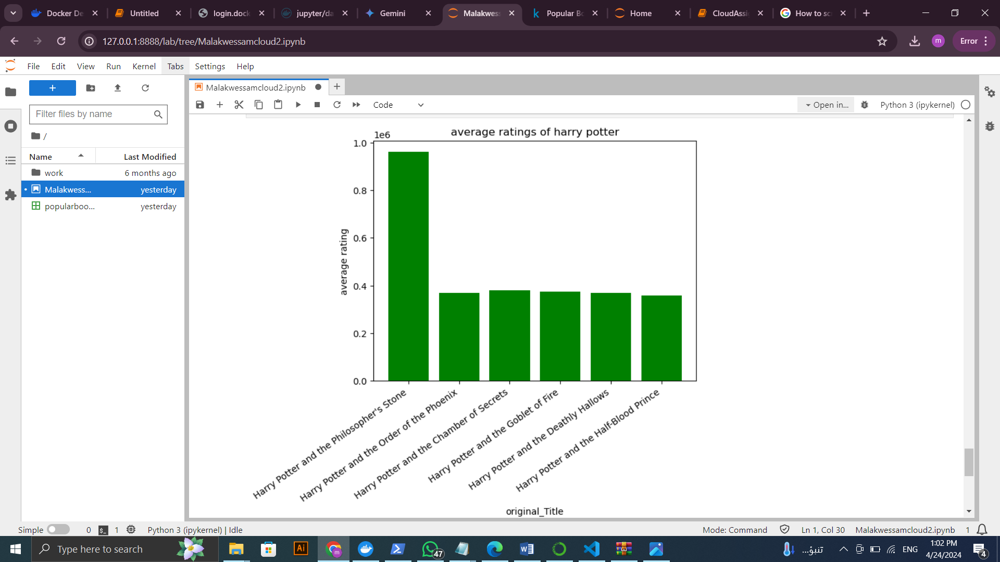 Docker De
Untitled
login.dock
jupyter/da
Gemini
Malakwess
k Popular Bo
Home
CloudAssi
How to sc
127.0.0.1:8888/lab/tree/Malakwessamcloud2.ipynb
m
Error
File Edit View Run Kernel Tabs Settings Help
Malakwessamcloud2.ipynb
Code
Open in...
Python 3 (ipykernel)
Filter files by name
/
Name Last Modified
work 6 months ago
Malakwess... yesterday
popularboo... yesterday
average ratings of harry potter
1e6
1.0
0.8
0.6
0.4
0.2
0.0
average rating
Harry Potter and the Philosopher's Stone
Harry Potter and the Order of the Phoenix
Harry Potter and the Chamber of Secrets
Harry Potter and the Goblet of Fire
Harry Potter and the Deathly Hallows
Harry Potter and the Half-Blood Prince
original_Title
Simple 0 $_ 1 Python 3 (ipykernel) | Idle
Mode: Command Ln 1, Col 30 Malakwessamcloud2.ipynb 1
Type here to search
Ai
m
47
تنبؤ...
ENG
1:02 PM
4/24/2024
4